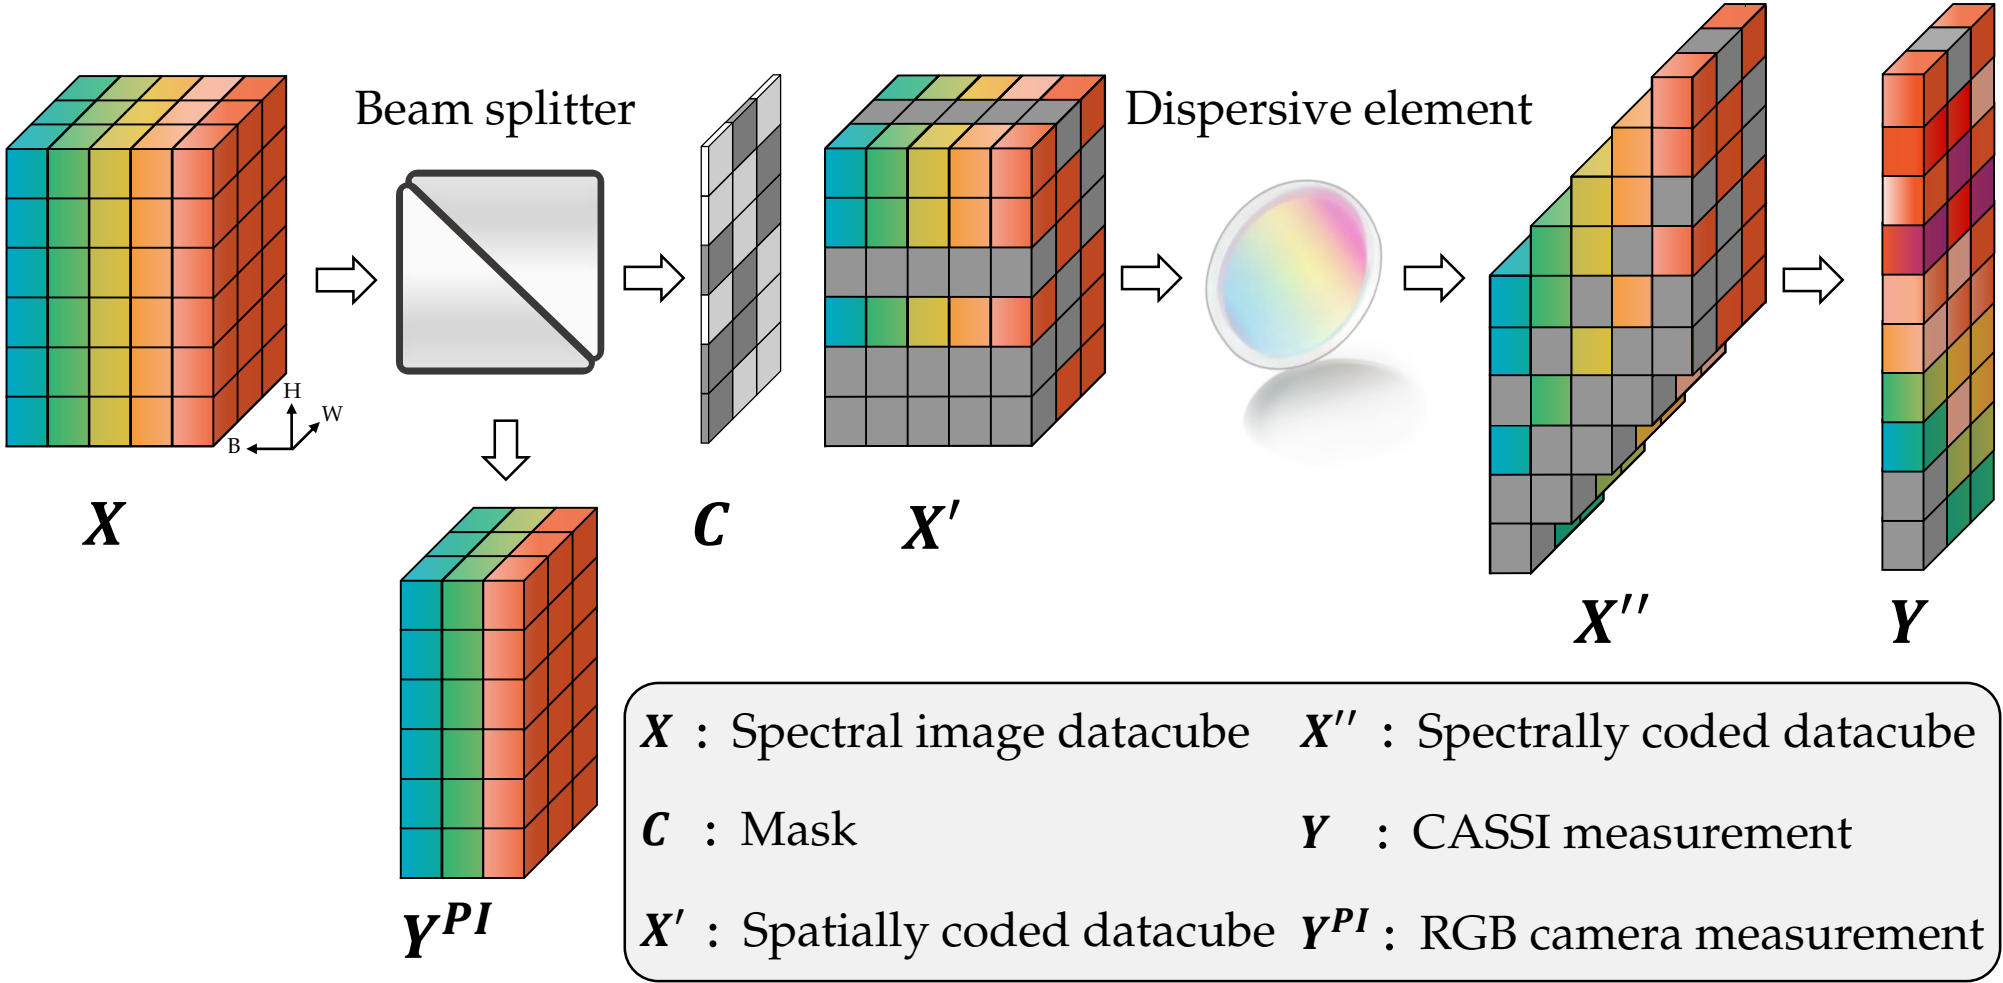 Beam splitter
Dispersive element
H
W
B
X
C
X′
X′′
Y
Y^PI
X : Spectral image datacube
X′′ : Spectrally coded datacube
C : Mask
Y : CASSI measurement
X′ : Spatially coded datacube
Y^PI : RGB camera measurement